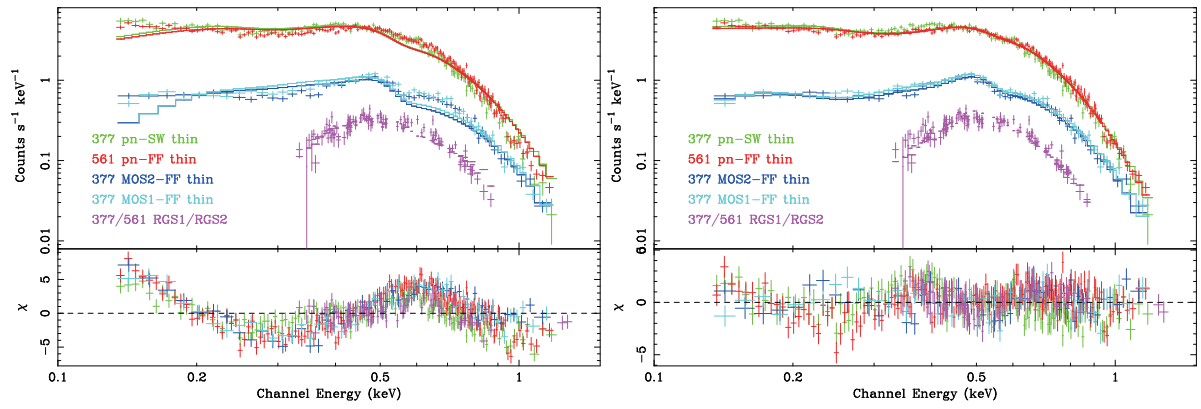 Counts s⁻¹ keV⁻¹
1
0.1
0.01
377 pn-SW thin
561 pn-FF thin
377 MOS2-FF thin
377 MOS1-FF thin
377/561 RGS1/RGS2
χ
5
0
-5
0.1 0.2 0.5 1
Channel Energy (keV)
Counts s⁻¹ keV⁻¹
1
0.1
0.01
377 pn-SW thin
561 pn-FF thin
377 MOS2-FF thin
377 MOS1-FF thin
377/561 RGS1/RGS2
χ
0
-5
0.1 0.2 0.5 1
Channel Energy (keV)